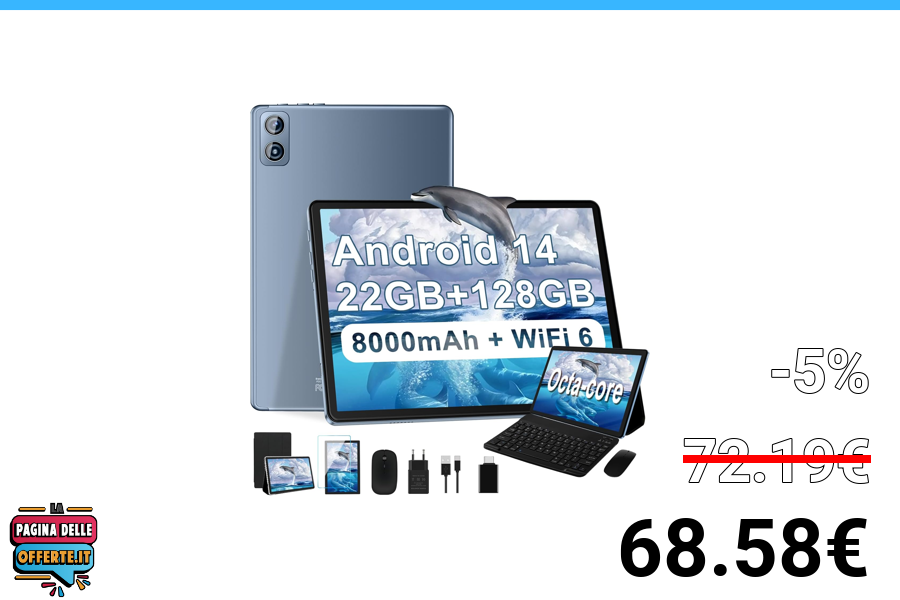 Android 14
22GB+128GB
8000mAh + WiFi 6
Octa-core
-5%
72.19€
68.58€
LA
PAGINA DELLE
OFFERTE.IT